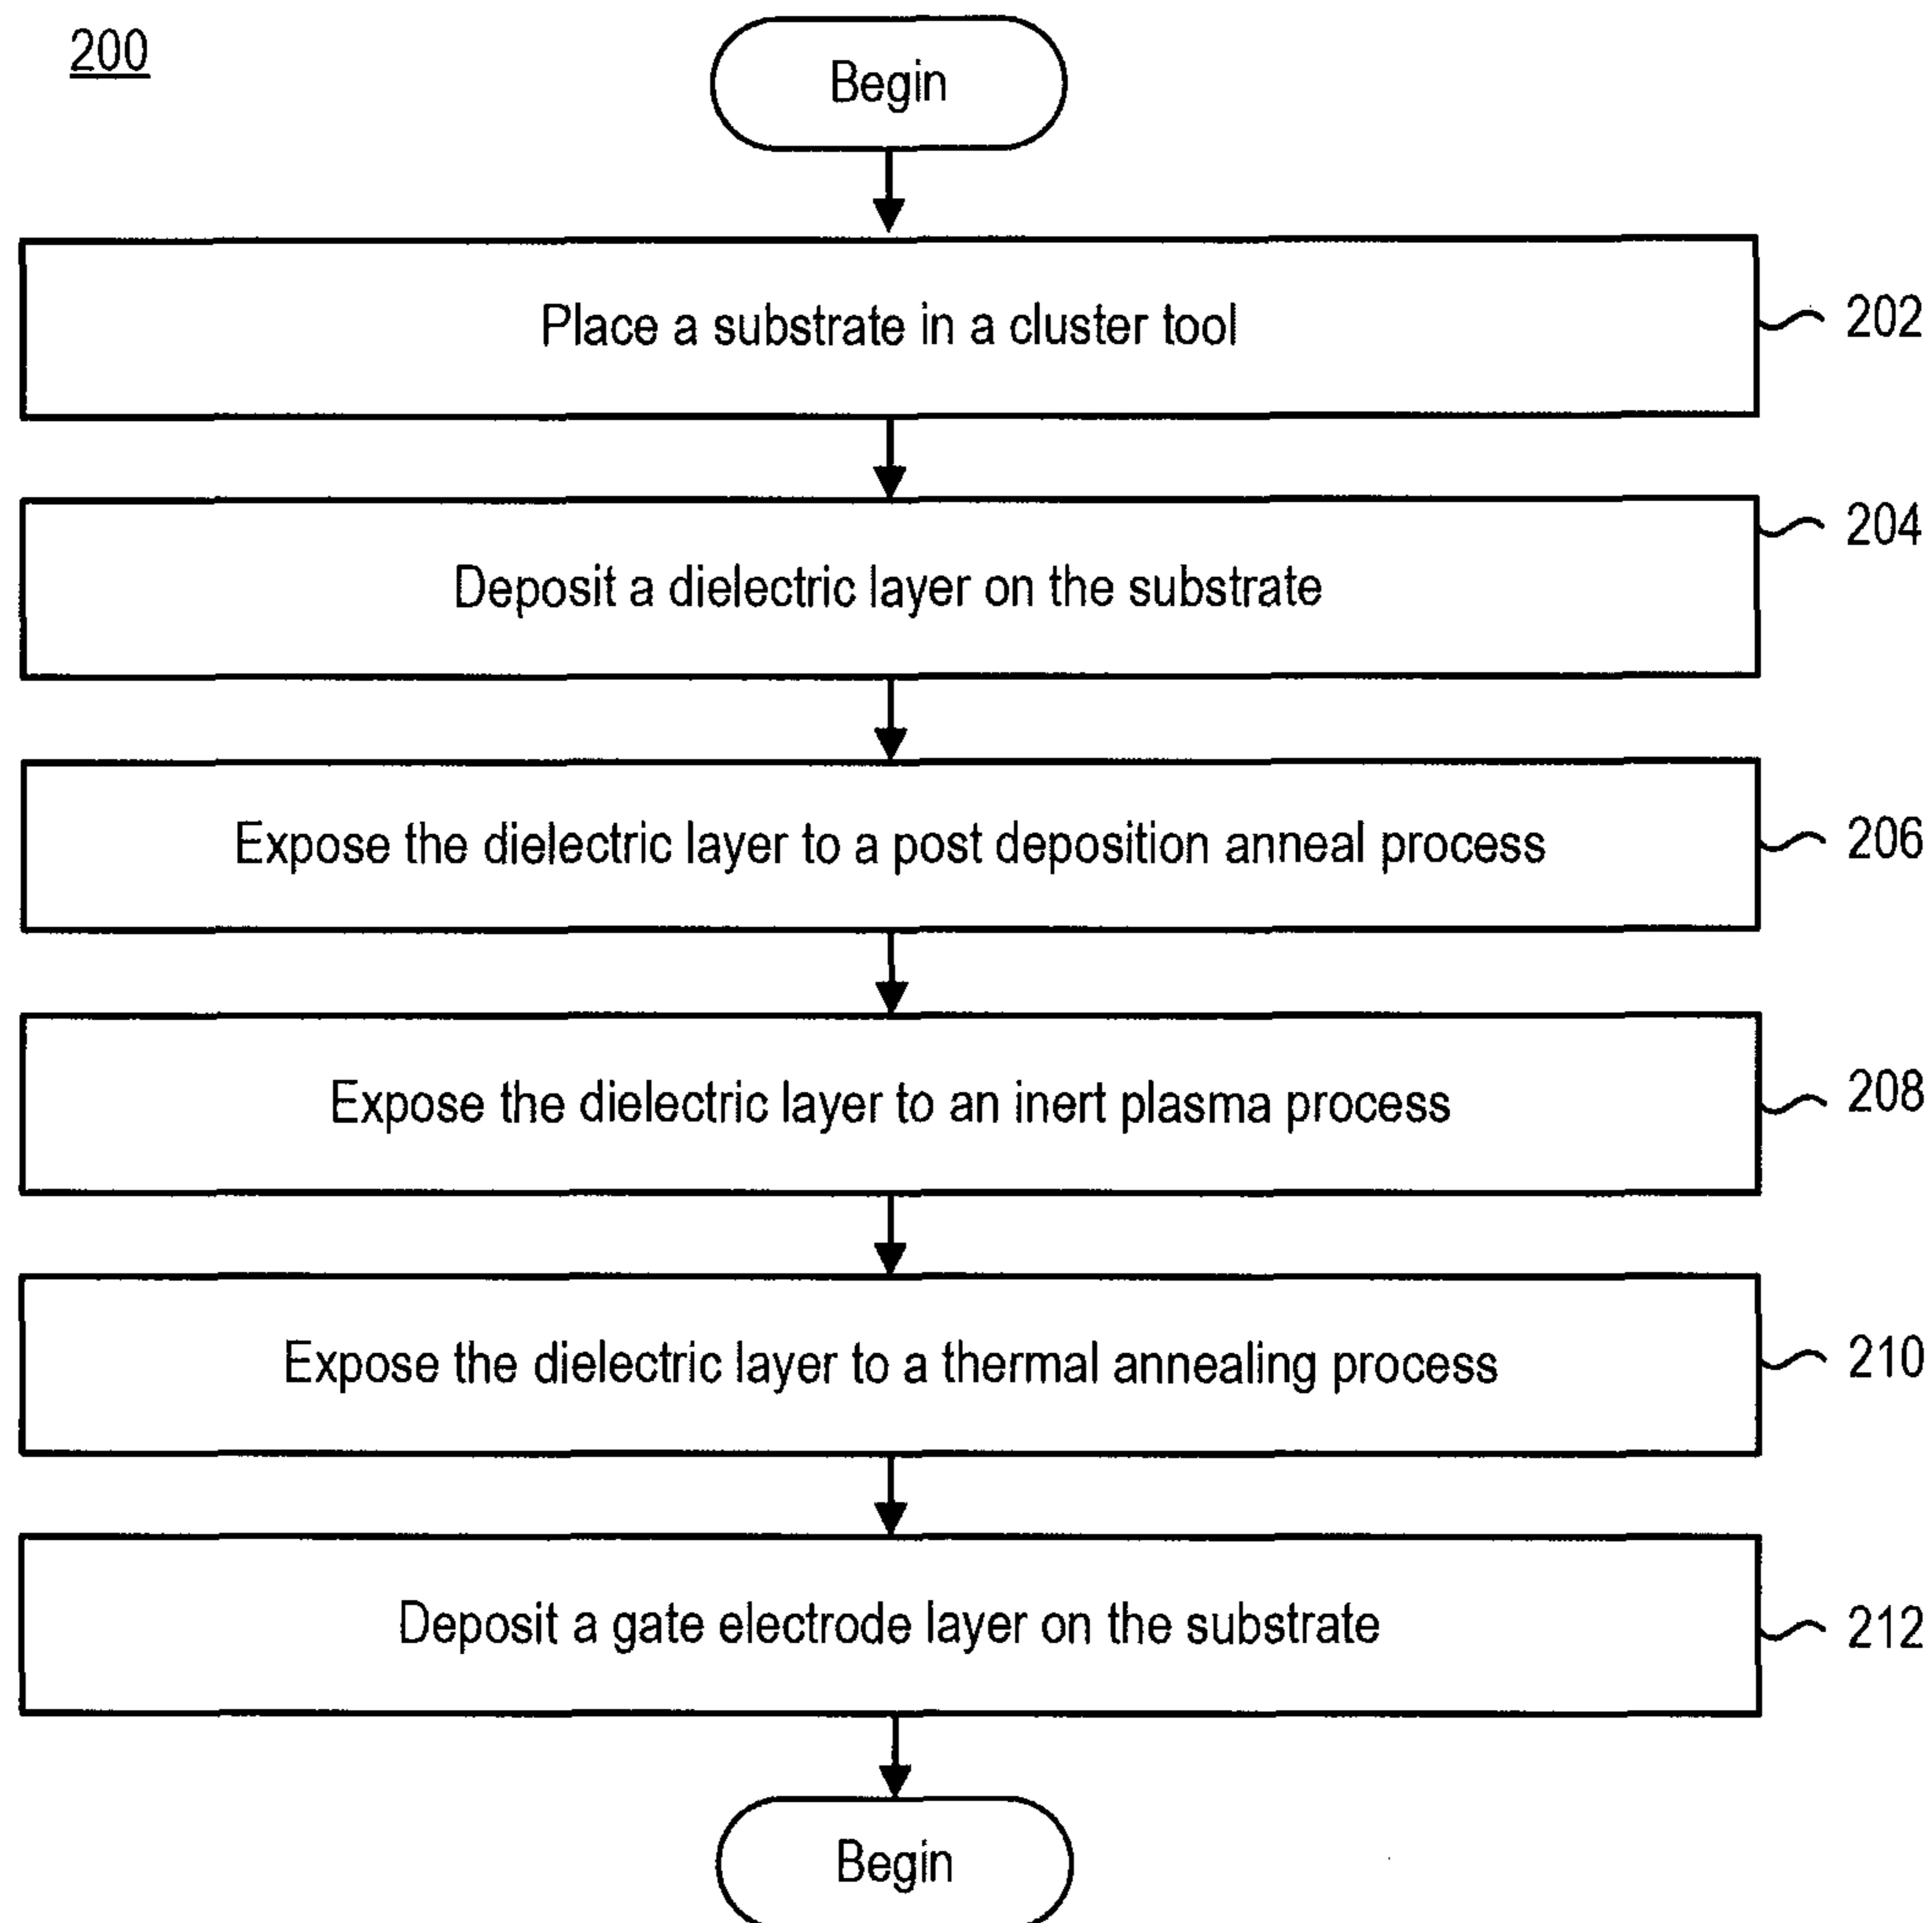 200
Begin
Place a substrate in a cluster tool
202
Deposit a dielectric layer on the substrate
204
Expose the dielectric layer to a post deposition anneal process
206
Expose the dielectric layer to an inert plasma process
208
Expose the dielectric layer to a thermal annealing process
210
Deposit a gate electrode layer on the substrate
212
Begin